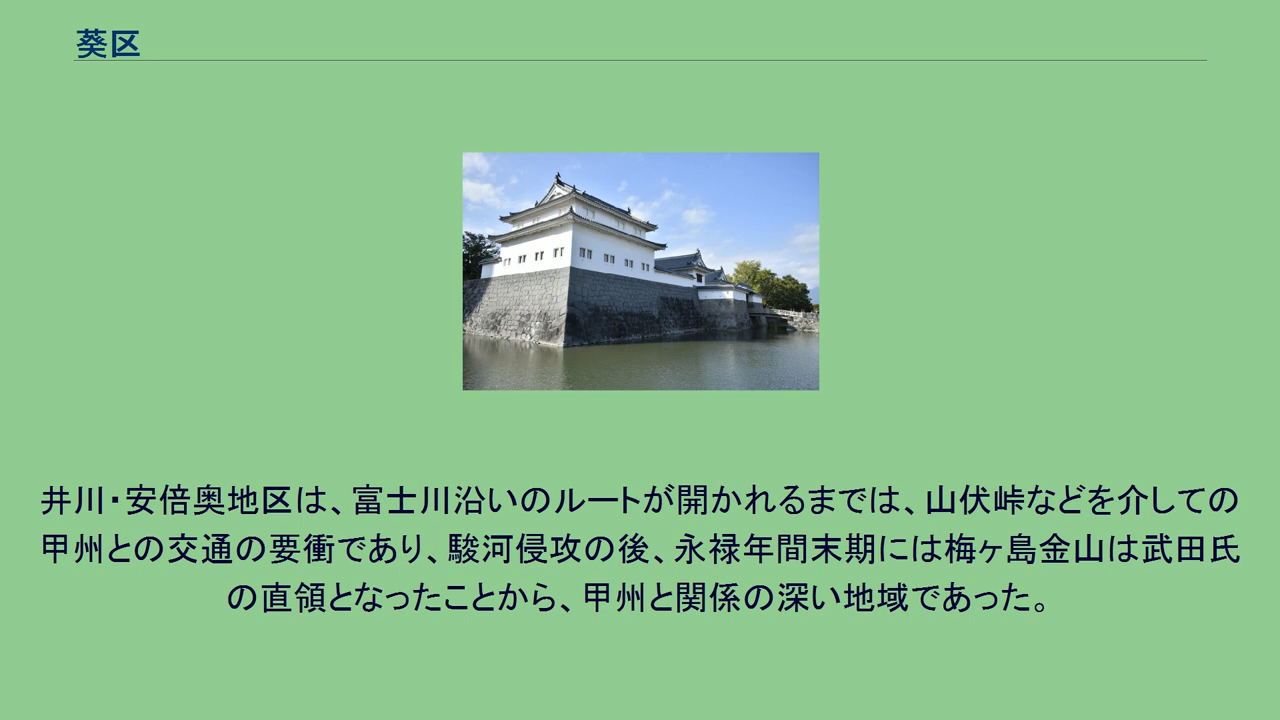 葵区
井川・安倍奥地区は、富士川沿いのルートが開かれるまでは、山伏峠などを介しての
甲州との交通の要衝であり、駿河侵攻の後、永禄年間末期には梅ヶ島金山は武田氏
の直領となったことから、甲州と関係の深い地域であった。